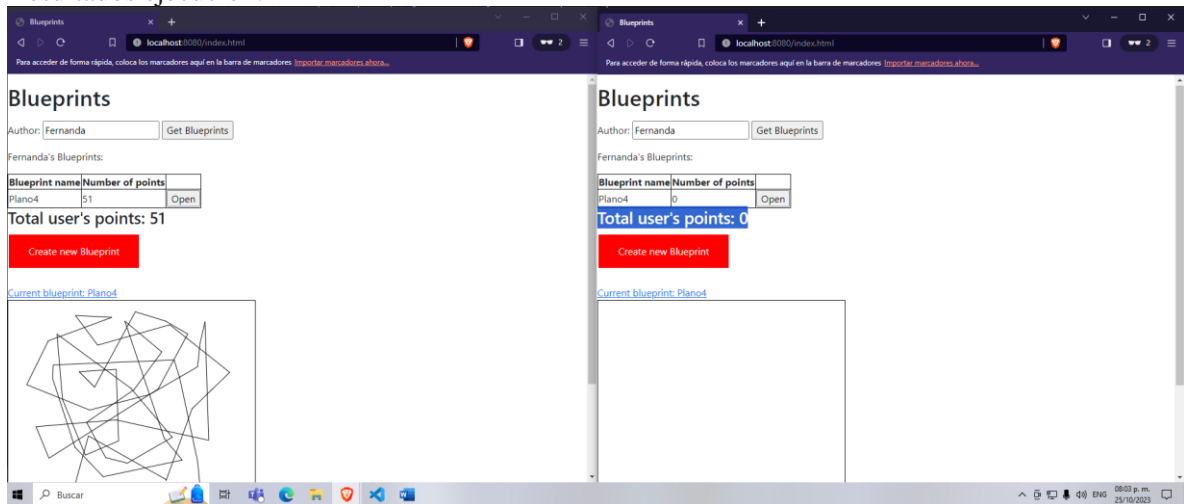 Blueprints
localhost:8080/index.html
2
Para acceder de forma rápida, coloca los marcadores aquí en la barra de marcadores Importar marcadores ahora...
Blueprints
Author: Fernanda Get Blueprints
Fernanda's Blueprints:
Blueprint name Number of points
Plano4 51 Open
Total user's points: 51
Create new Blueprint
Current blueprint: Plano4
Blueprints
localhost:8080/index.html
2
Para acceder de forma rápida, coloca los marcadores aquí en la barra de marcadores Importar marcadores ahora...
Blueprints
Author: Fernanda Get Blueprints
Fernanda's Blueprints:
Blueprint name Number of points
Plano4 0 Open
Total user's points: 0
Create new Blueprint
Current blueprint: Plano4
Buscar
ENG
08:03 p. m.
25/10/2023